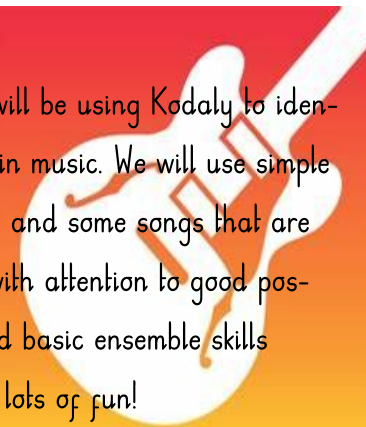 will be using Kodaly to iden-
in music. We will use simple
and some songs that are
with attention to good pos-
d basic ensemble skills
lots of fun!